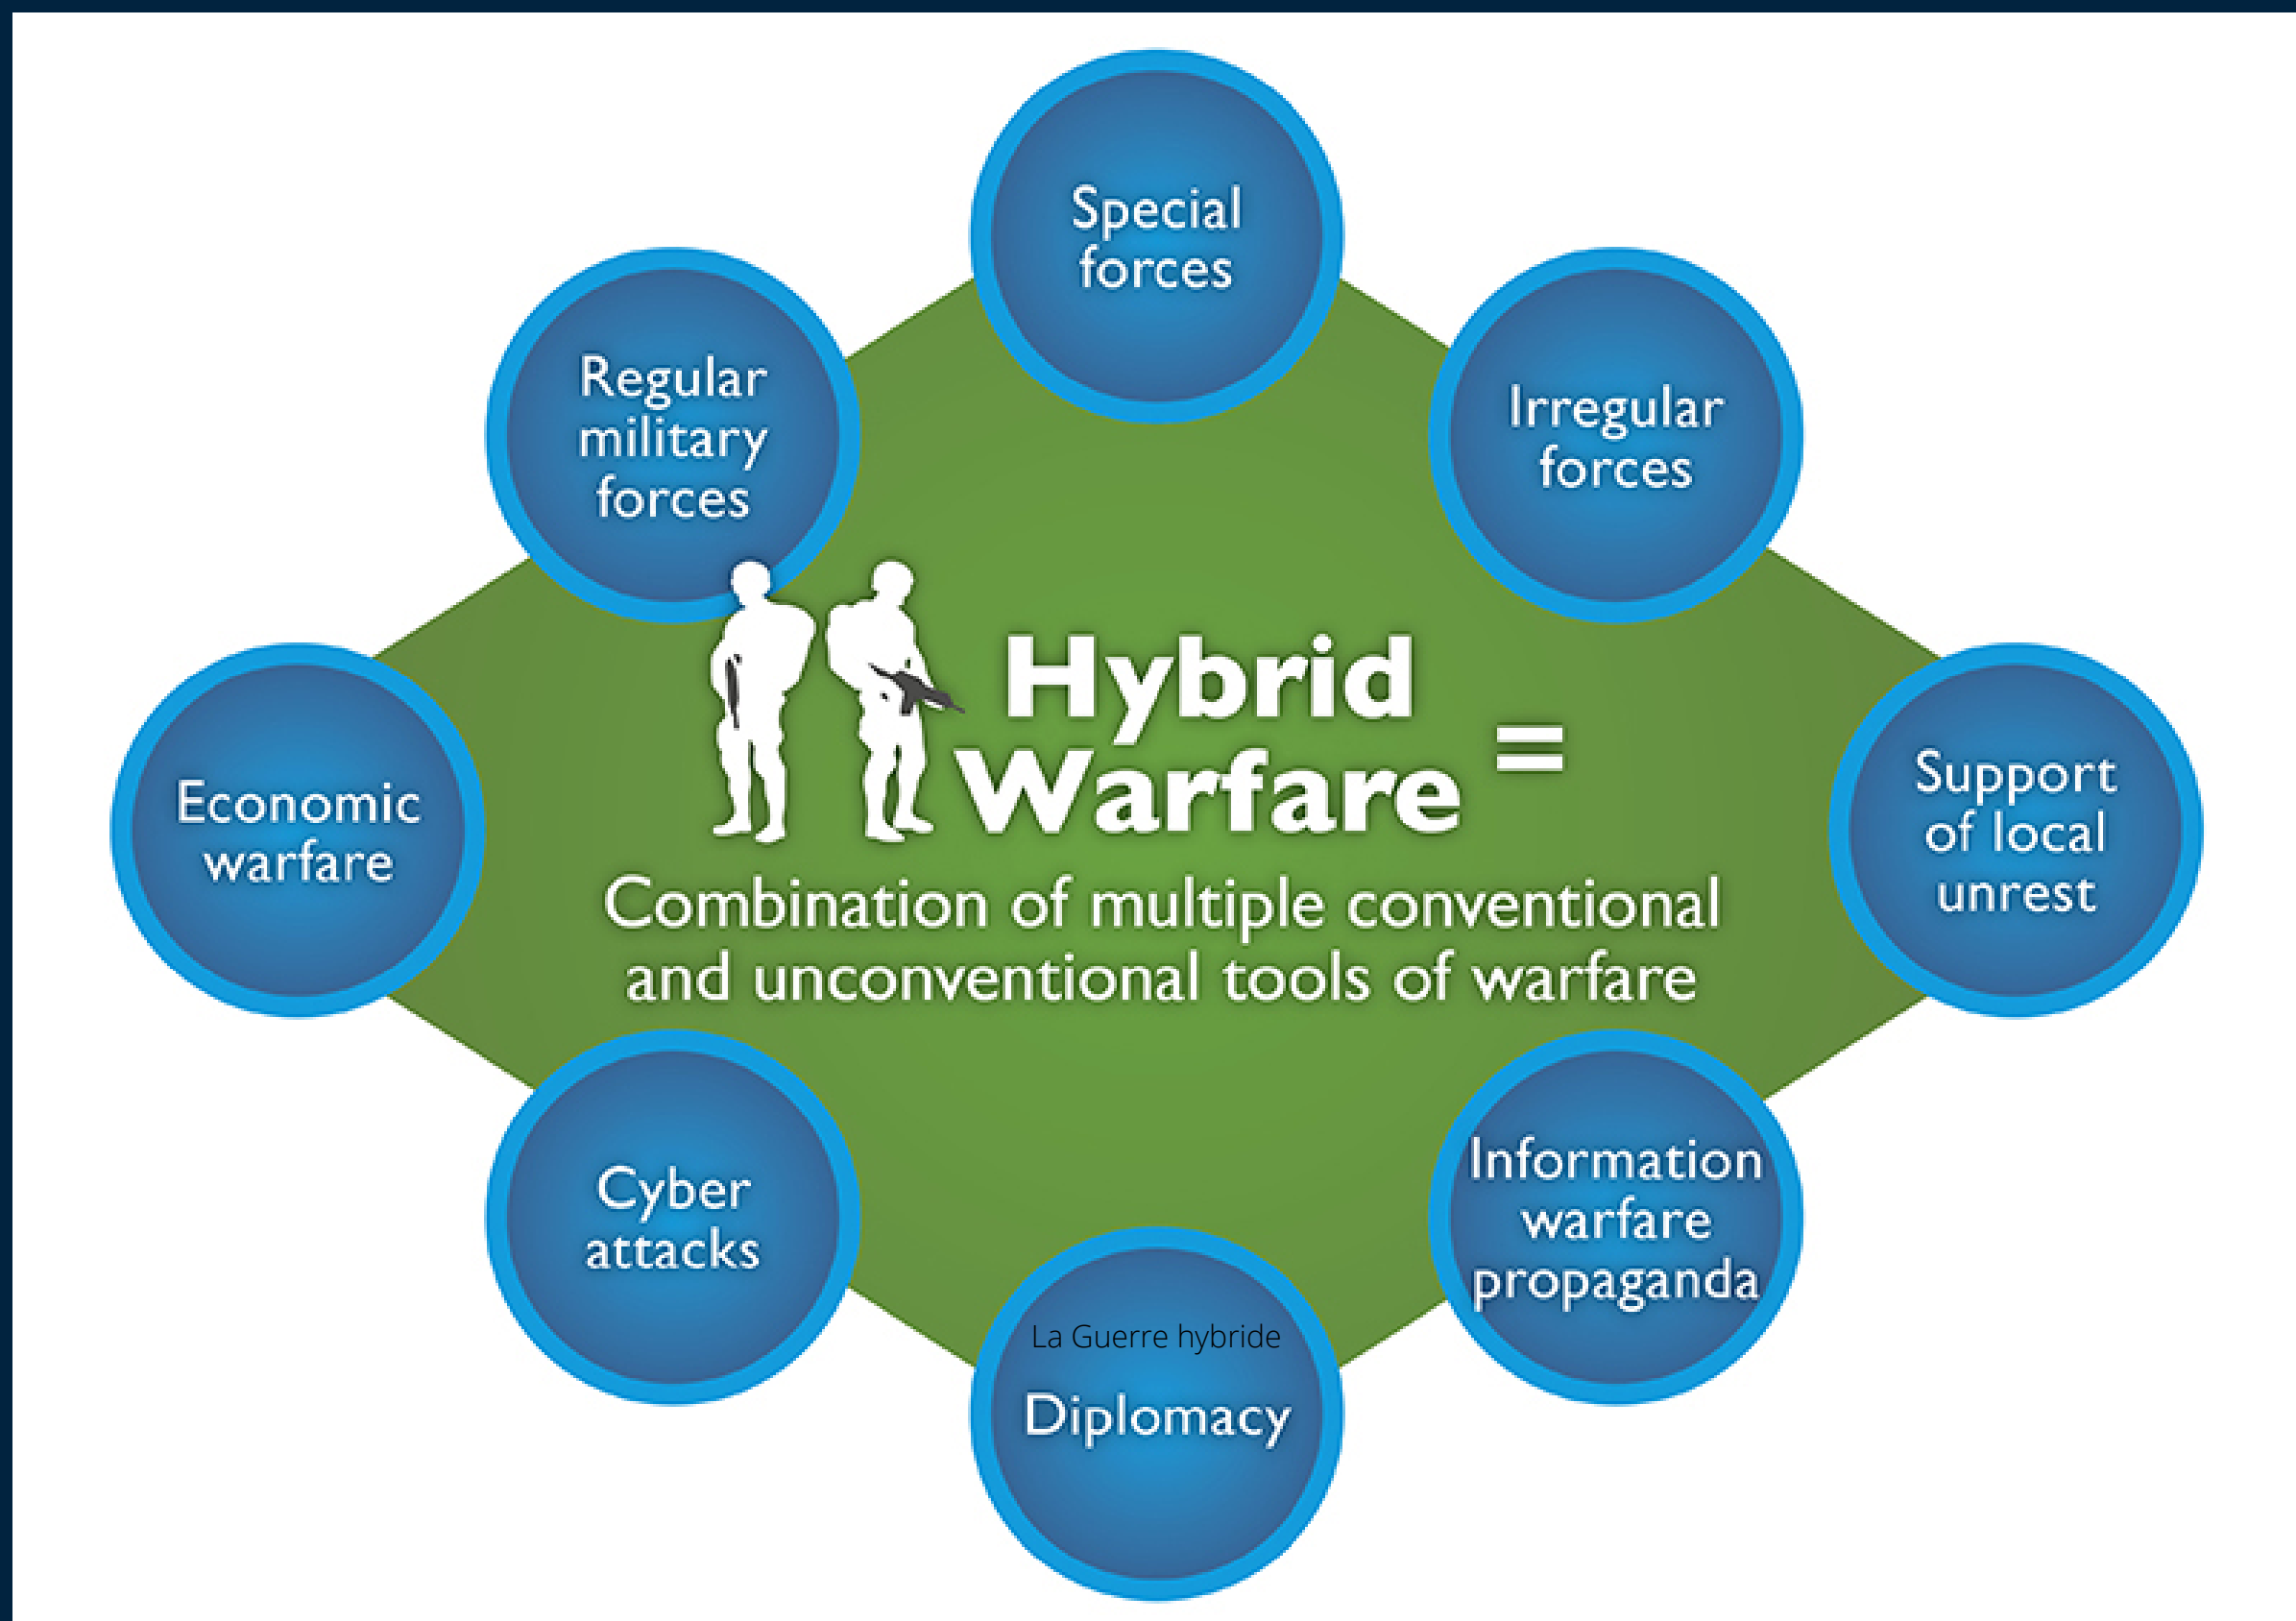 Special
forces
Regular
military
forces
Irregular
forces
Hybrid
Warfare =
Combination of multiple conventional
and unconventional tools of warfare
Economic
warfare
Support
of local
unrest
Cyber
attacks
Information
warfare
propaganda
La Guerre hybride
Diplomacy